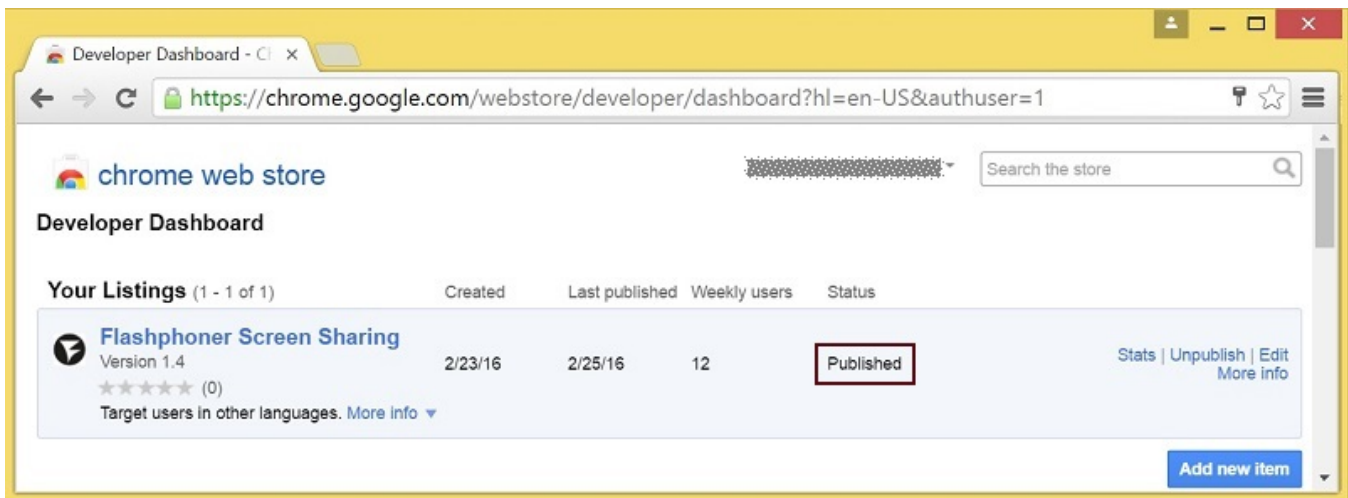 Developer Dashboard - C
https://chrome.google.com/webstore/developer/dashboard?hl=en-US&authuser=1
chrome web store
Search the store
Developer Dashboard
Your Listings (1 - 1 of 1) Created Last published Weekly users Status
Flashphoner Screen Sharing
Version 1.4
2/23/16 2/25/16 12 Published
Stats | Unpublish | Edit
More info
(0)
Target users in other languages. More info
Add new item